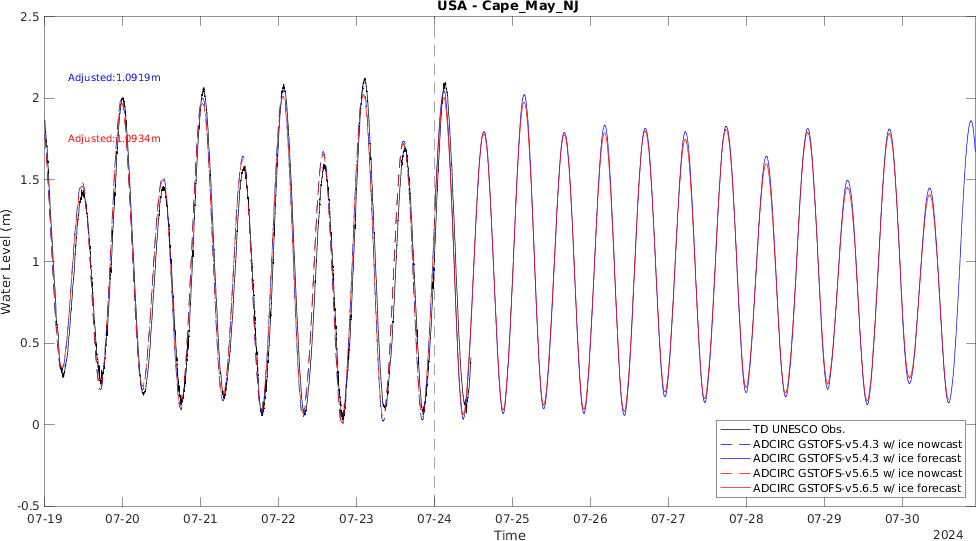 USA - Cape_May_NJ
2.5
2
1.5
1
0.5
0
-0.5
Water Level (m)
Adjusted:1.0919m
Adjusted:1.0934m
TD UNESCO Obs.
ADCIRC GSTOFS-v5.4.3 w/ ice nowcast
ADCIRC GSTOFS-v5.4.3 w/ ice forecast
ADCIRC GSTOFS-v5.6.5 w/ ice nowcast
ADCIRC GSTOFS-v5.6.5 w/ ice forecast
07-19 07-20 07-21 07-22 07-23 07-24 07-25 07-26 07-27 07-28 07-29 07-30
Time
2024